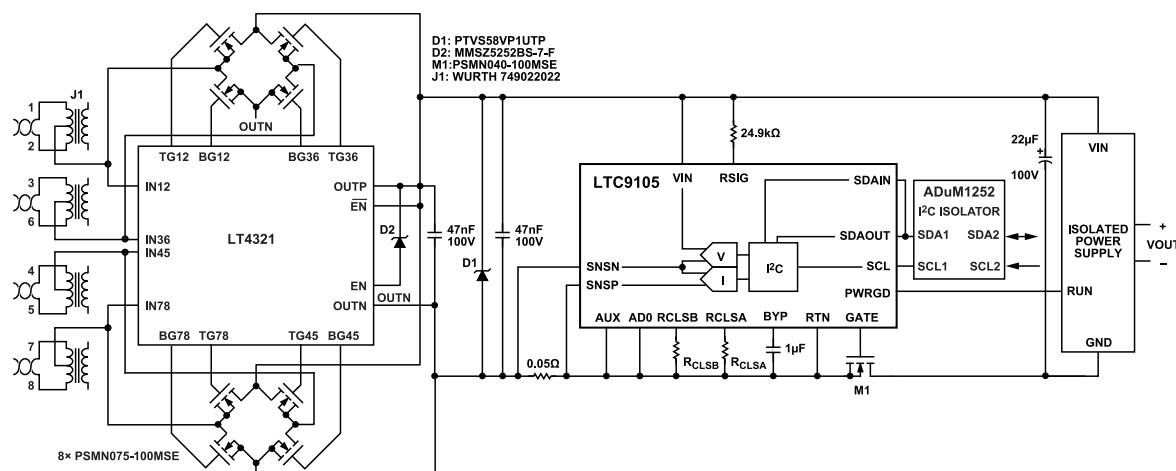 D1: PTVS58VP1UTP
D2: MMSZ5252BS-7-F
M1:PSMN040-100MSE
J1: WURTH 749022022
J1
1
2
3
6
4
5
7
8
OUTN
TG12
BG12
BG36
TG36
IN12
IN36
IN45
IN78
LT4321
OUTP
EN
EN
OUTN
OUTN
BG78
TG78
TG45
BG45
8× PSMN075-100MSE
D2
47nF
100V
D1
47nF
100V
0.05Ω
24.9kΩ
VIN
RSIG
LTC9105
SDAIN
SDAOUT
SCL
PWRGD
SNSN
SNSP
V
I
I²C
AUX
AD0
RCLSB
RCLSA
BYP
RTN
GATE
RCLSB
RCLSA
1µF
M1
ADuM1252
I²C ISOLATOR
SDA1
SDA2
SCL1
SCL2
22µF
+
100V
VIN
ISOLATED
POWER
SUPPLY
RUN
GND
+
VOUT
–